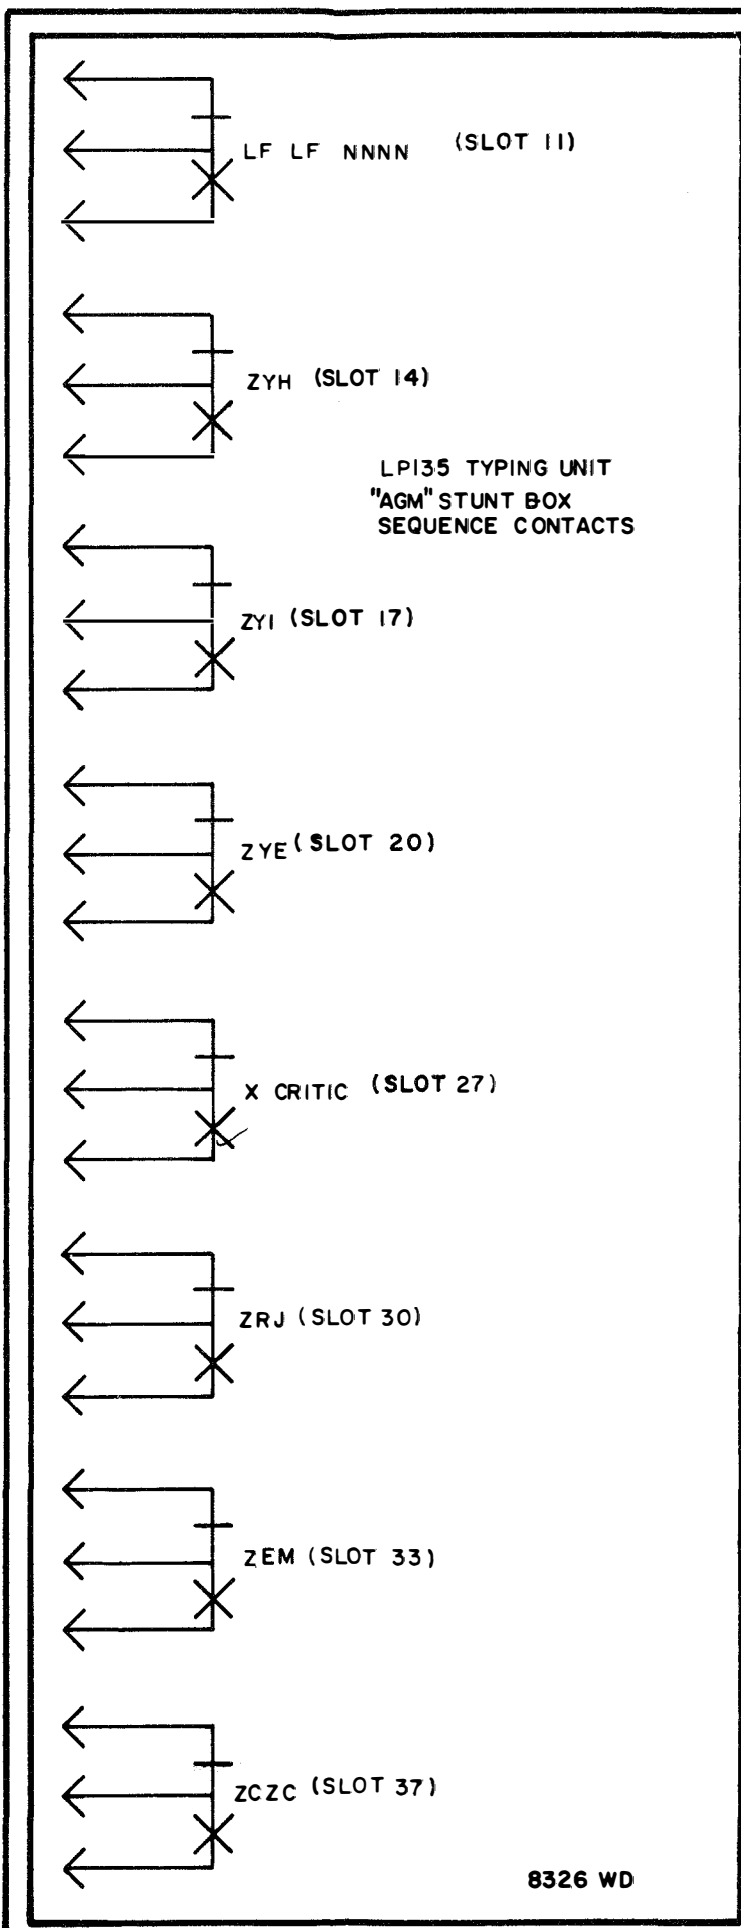 LF LF NNNN (SLOT 11)
ZYH (SLOT 14)
LP135 TYPING UNIT
"AGM" STUNT BOX
SEQUENCE CONTACTS
ZYI (SLOT 17)
ZYE (SLOT 20)
X CRITIC (SLOT 27)
ZRJ (SLOT 30)
ZEM (SLOT 33)
ZCZC (SLOT 37)
8326 WD